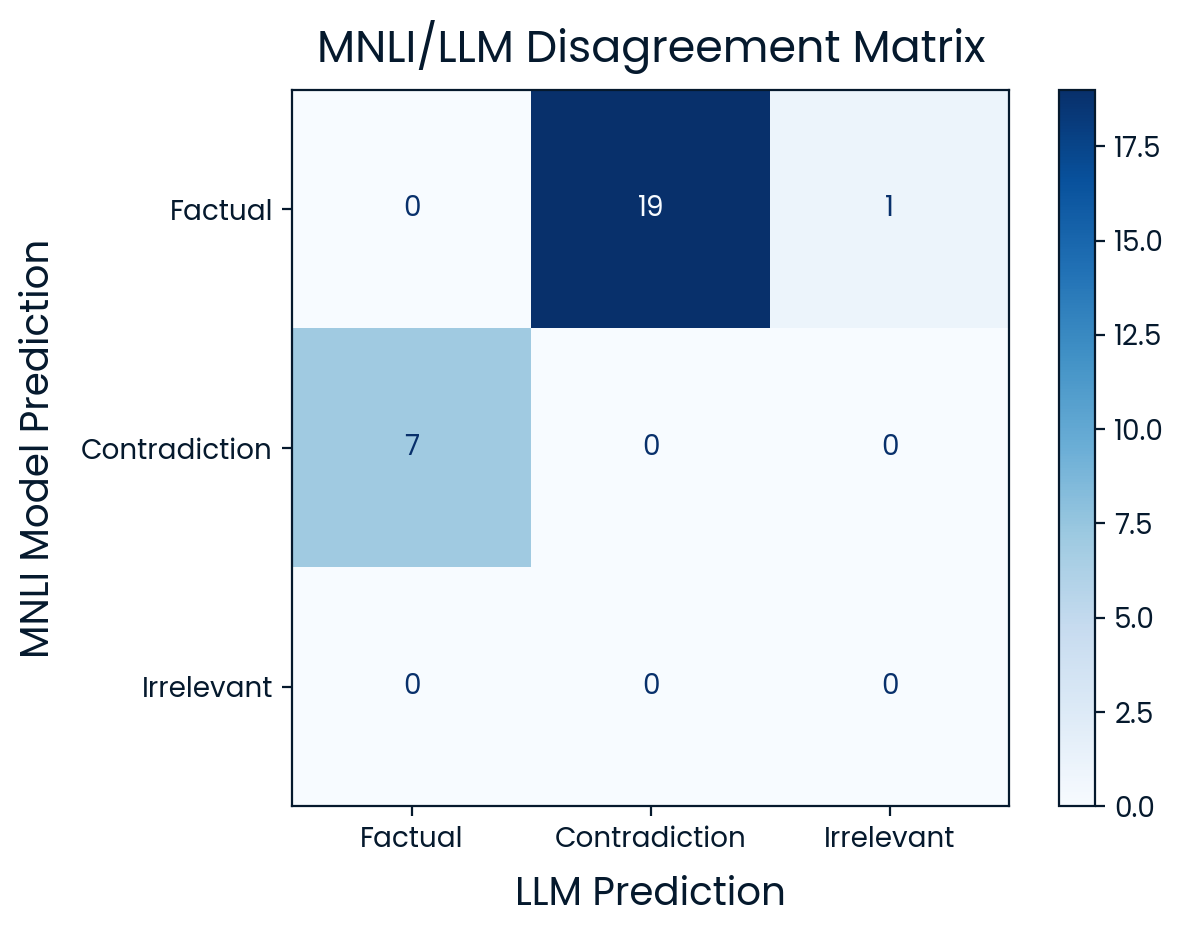 MNLI/LLM Disagreement Matrix
MNLI Model Prediction
Factual
0 19 1
Contradiction
7 0 0
Irrelevant
0 0 0
Factual Contradiction Irrelevant
LLM Prediction
17.5
15.0
12.5
10.0
7.5
5.0
2.5
0.0